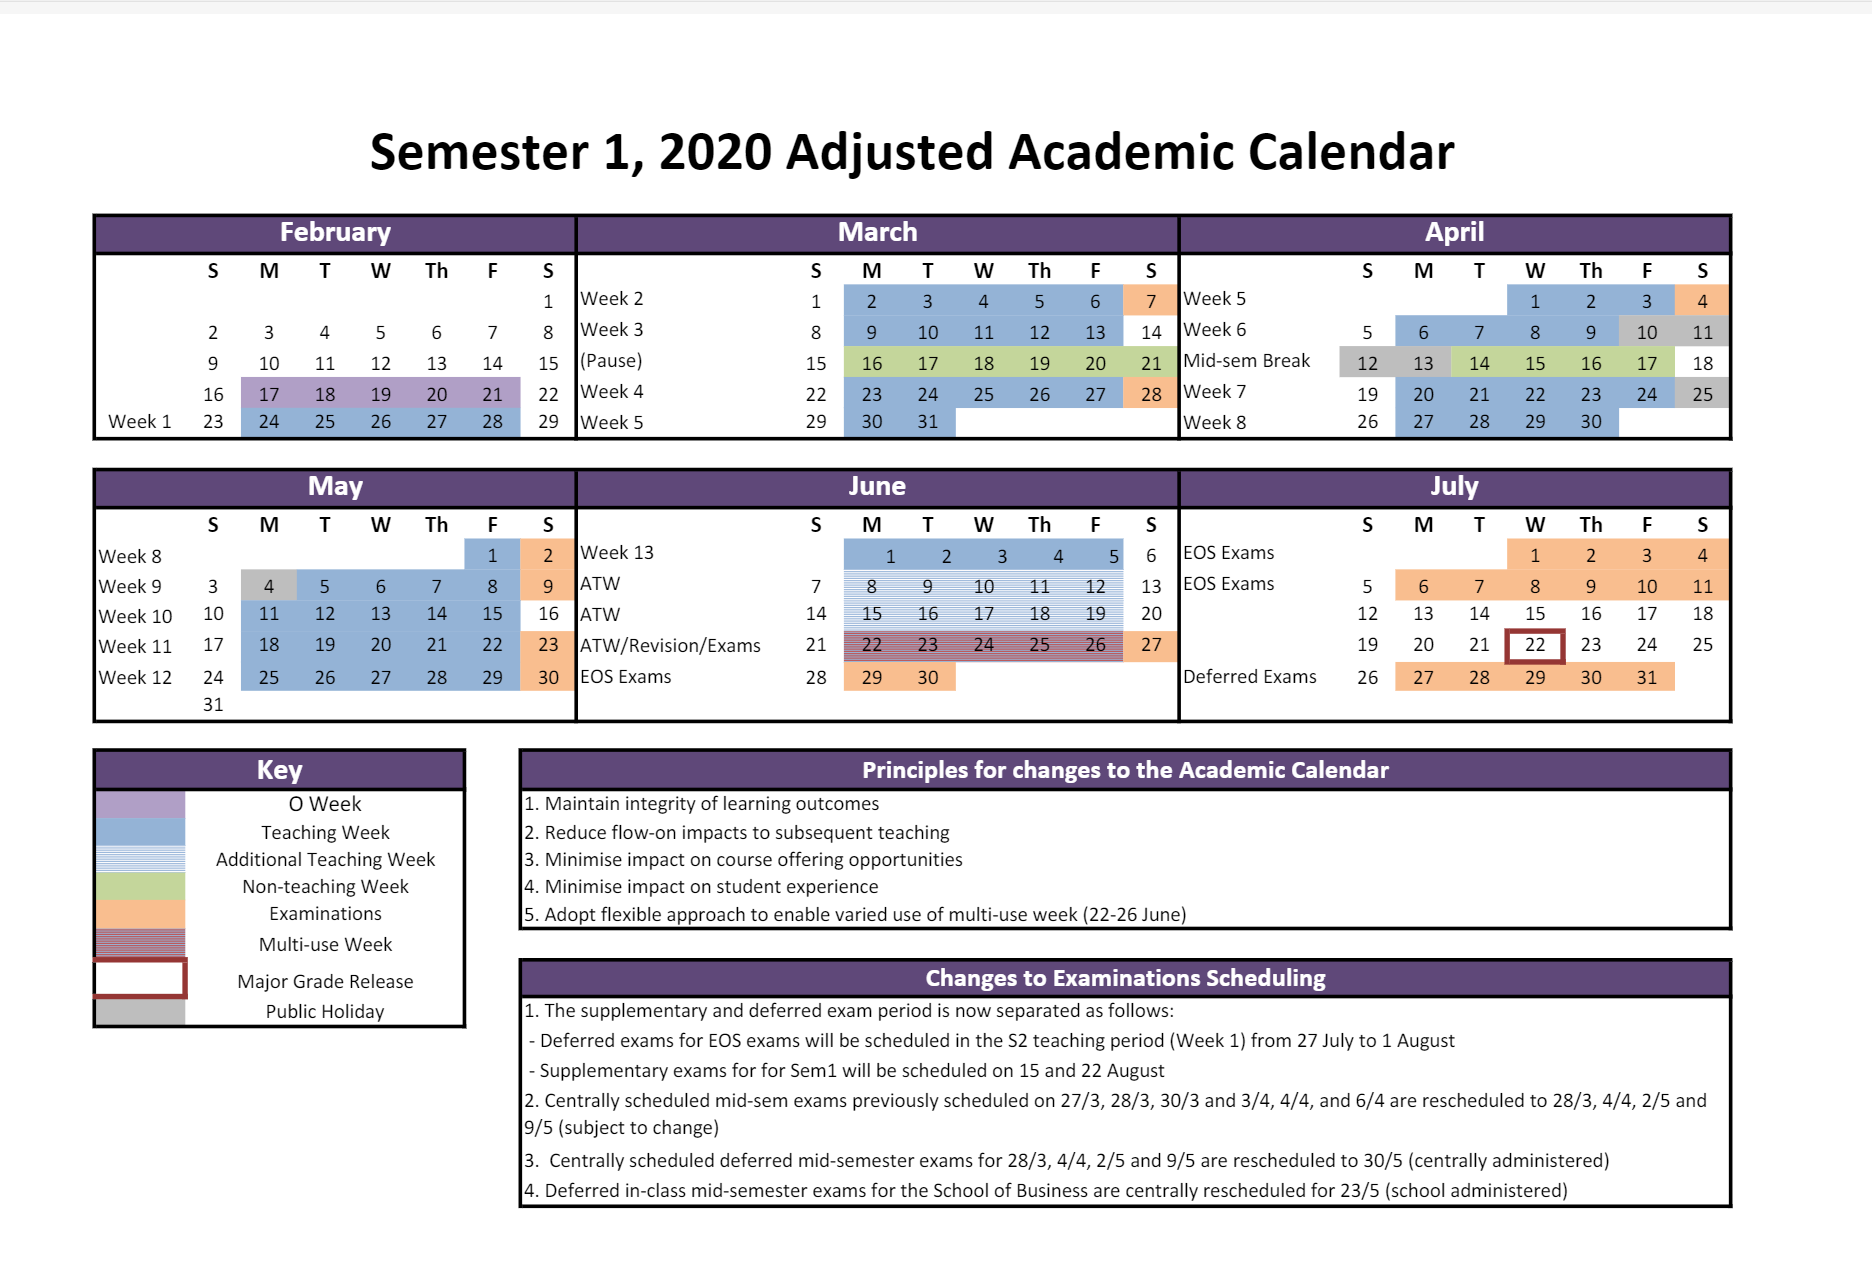 Semester 1, 2020 Adjusted Academic Calendar
February
S M T W Th F S
1
2 3 4 5 6 7 8
9 10 11 12 13 14 15
16 17 18 19 20 21 22
Week 1 23 24 25 26 27 28 29
March
S M T W Th F S
Week 2 1 2 3 4 5 6 7
Week 3 8 9 10 11 12 13 14
(Pause) 15 16 17 18 19 20 21
Week 4 22 23 24 25 26 27 28
Week 5 29 30 31
April
S M T W Th F S
Week 5 1 2 3 4
Week 6 5 6 7 8 9 10 11
Mid-sem Break 12 13 14 15 16 17 18
Week 7 19 20 21 22 23 24 25
Week 8 26 27 28 29 30
May
S M T W Th F S
Week 8 1 2
Week 9 3 4 5 6 7 8 9
Week 10 10 11 12 13 14 15 16
Week 11 17 18 19 20 21 22 23
Week 12 24 25 26 27 28 29 30
31
June
S M T W Th F S
Week 13 1 2 3 4 5 6
ATW 7 8 9 10 11 12 13
ATW 14 15 16 17 18 19 20
ATW/Revision/Exams 21 22 23 24 25 26 27
EOS Exams 28 29 30
July
S M T W Th F S
EOS Exams 1 2 3 4
EOS Exams 5 6 7 8 9 10 11
12 13 14 15 16 17 18
19 20 21 22 23 24 25
Deferred Exams 26 27 28 29 30 31
Key
O Week
Teaching Week
Additional Teaching Week
Non-teaching Week
Examinations
Multi-use Week
Major Grade Release
Public Holiday
Principles for changes to the Academic Calendar
1. Maintain integrity of learning outcomes
2. Reduce flow-on impacts to subsequent teaching
3. Minimise impact on course offering opportunities
4. Minimise impact on student experience
5. Adopt flexible approach to enable varied use of multi-use week (22-26 June)
Changes to Examinations Scheduling
1. The supplementary and deferred exam period is now separated as follows:
- Deferred exams for EOS exams will be scheduled in the S2 teaching period (Week 1) from 27 July to 1 August
- Supplementary exams for for Sem1 will be scheduled on 15 and 22 August
2. Centrally scheduled mid-sem exams previously scheduled on 27/3, 28/3, 30/3 and 3/4, 4/4, and 6/4 are rescheduled to 28/3, 4/4, 2/5 and
9/5 (subject to change)
3. Centrally scheduled deferred mid-semester exams for 28/3, 4/4, 2/5 and 9/5 are rescheduled to 30/5 (centrally administered)
4. Deferred in-class mid-semester exams for the School of Business are centrally rescheduled for 23/5 (school administered)